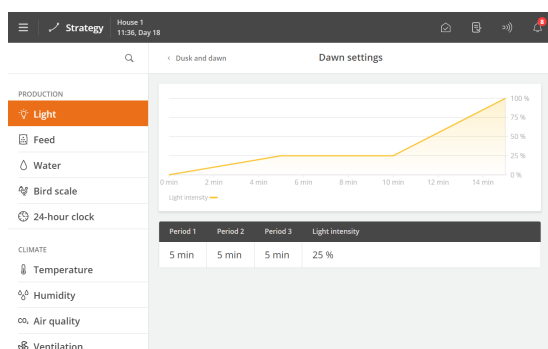 Strategy
House 1
11:36, Day 18
8
< Dusk and dawn
Dawn settings
PRODUCTION
Light
Feed
Water
Bird scale
24-hour clock
CLIMATE
Temperature
Humidity
CO₂ Air quality
Ventilation
100 %
75 %
50 %
25 %
0 %
0 min 2 min 4 min 6 min 8 min 10 min 12 min 14 min
Light intensity
Period 1 Period 2 Period 3 Light intensity
5 min 5 min 5 min 25 %